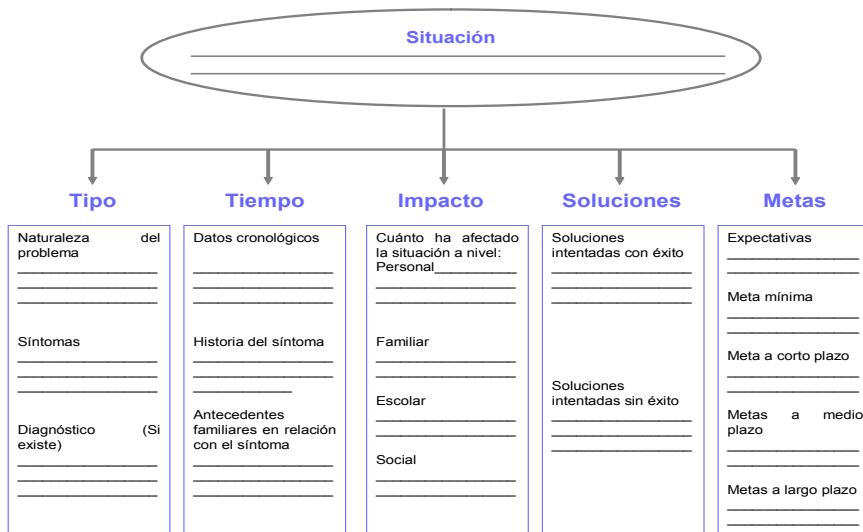 Situación
Tipo
Naturaleza del
problema
Síntomas
Diagnóstico (Si
existe)
Tiempo
Datos cronológicos
Historia del síntoma
Antecedentes
familiares en relación
con el síntoma
Impacto
Cuánto ha afectado
la situación a nivel:
Personal
Familiar
Escolar
Social
Soluciones
Soluciones
intentadas con éxito
Soluciones
intentadas sin éxito
Metas
Expectativas
Meta mínima
Meta a corto plazo
Metas a medio
plazo
Metas a largo plazo